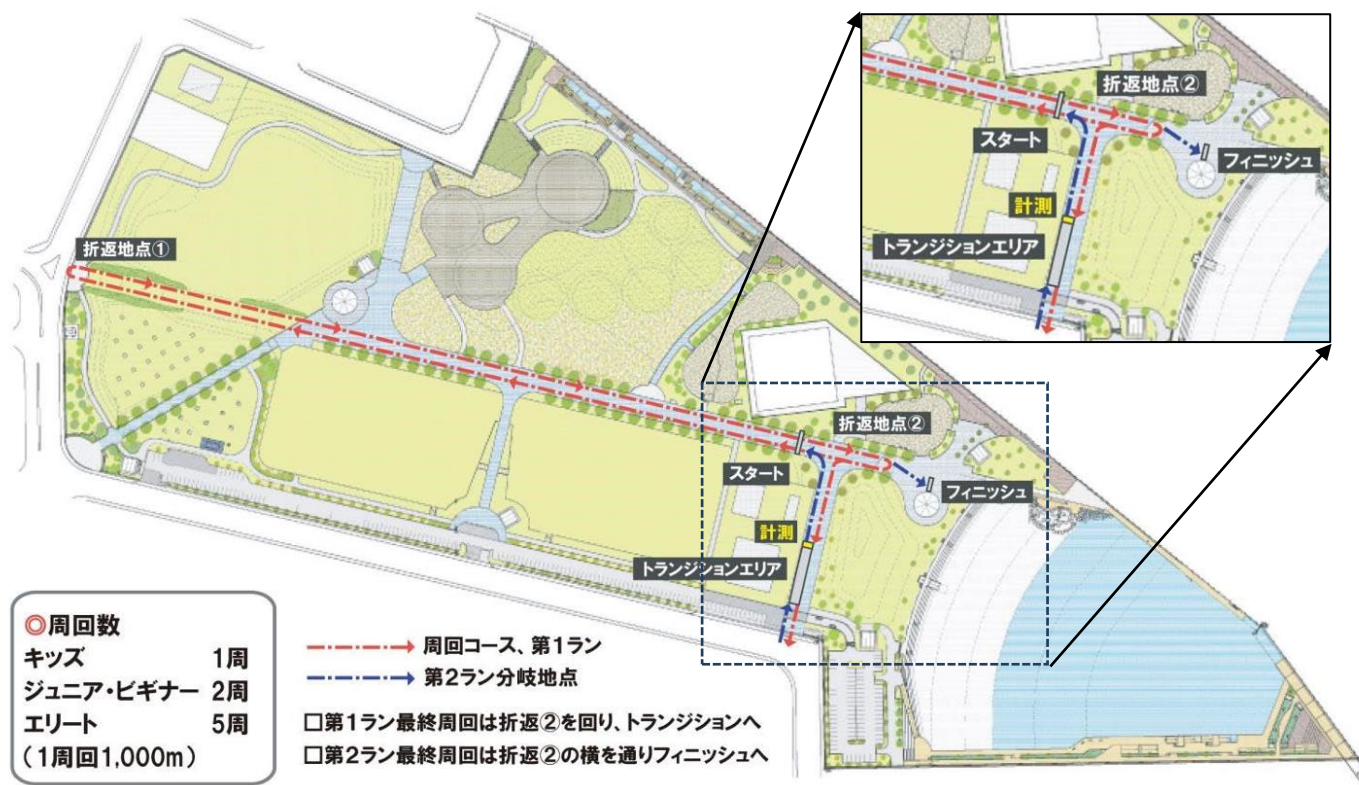 折返地点②
スタート
フィニッシュ
計測
トランジションエリア
折返地点①
折返地点②
スタート
フィニッシュ
計測
トランジションエリア
◎周回数
キッズ 1周
ジュニア・ビギナー 2周
エリート 5周
(1周回1,000m)
周回コース、第1ラン
第2ラン分岐地点
□第1ラン最終周回は折返②を回り、トランジションへ
□第2ラン最終周回は折返②の横を通りフィニッシュへ